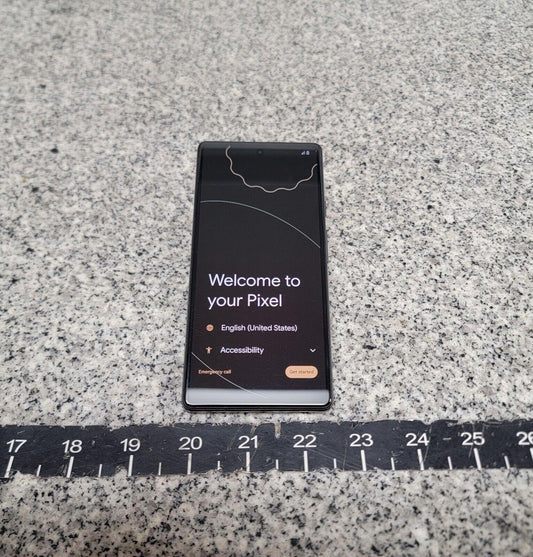 Welcome to
your Pixel
English (United States)
Accessibility
Emergency call
Get started
17 18 19 20 21 22 23 24 25 26